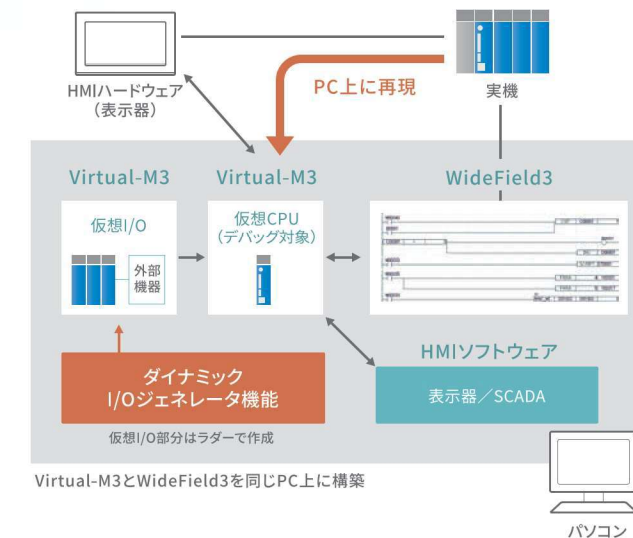 HMIハードウェア
（表示器）
PC上に再現
実機
Virtual-M3
Virtual-M3
WideField3
仮想I/O
外部
機器
仮想CPU
（デバッグ対象）
ダイナミック
I/Oジェネレータ機能
仮想I/O部分はラダーで作成
HMIソフトウェア
表示器／SCADA
Virtual-M3とWideField3を同じPC上に構築
パソコン